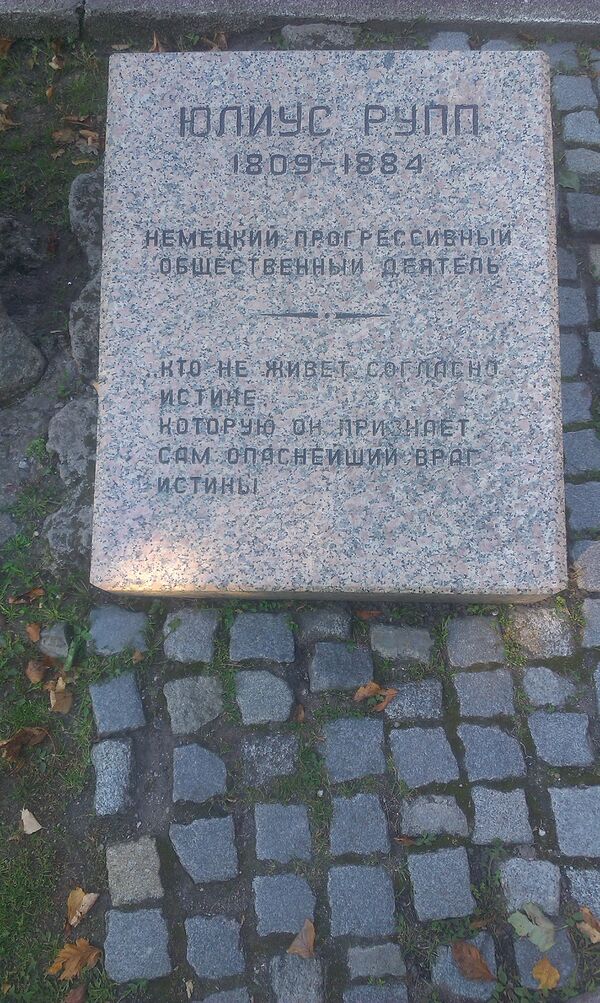 ЮЛИУС РУПП
1809-1884
НЕМЕЦКИЙ ПРОГРЕССИВНЫЙ
ОБЩЕСТВЕННЫЙ ДЕЯТЕЛЬ
КТО НЕ ЖИВЕТ СОГЛАСНО
ИСТИНЕ
КОТОРУЮ ОН ПРИЗНАЕТ
САМ ОПАСНЕЙШИЙ ВРАГ
ИСТИНЫ